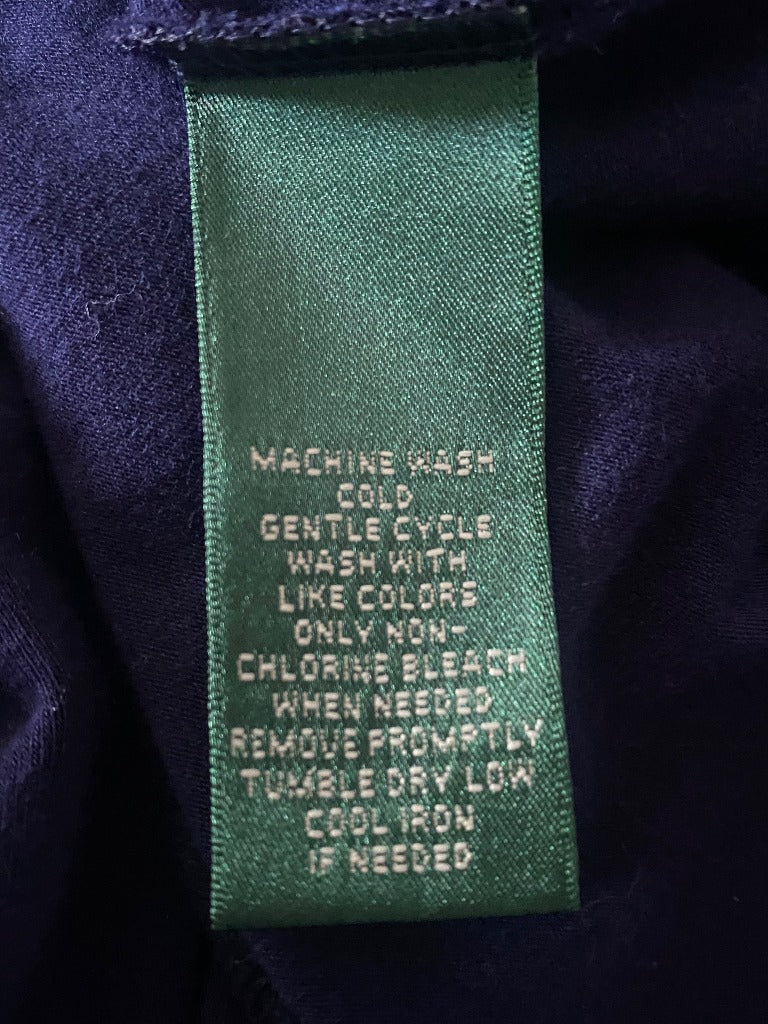 MACHINE WASH
COLD
GENTLE CYCLE
WASH WITH
LIKE COLORS
ONLY NON-
CHLORINE BLEACH
WHEN NEEDED
REMOVE PROMPTLY
TUMBLE DRY LOW
COOL IRON
IF NEEDED